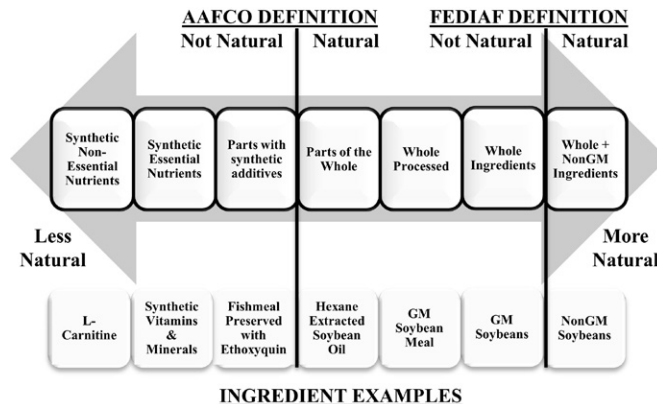 AAFCO DEFINITION
FEDIAF DEFINITION
Not Natural
Natural
Not Natural
Natural
Synthetic
Non-
Essential
Nutrients
Synthetic
Essential
Nutrients
Parts with
synthetic
additives
Parts of the
Whole
Whole
Processed
Whole
Ingredients
Whole +
NonGM
Ingredients
Less
Natural
More
Natural
L-
Carnitine
Synthetic
Vitamins
&
Minerals
Fishmeal
Preserved
with
Ethoxyquin
Hexane
Extracted
Soybean
Oil
GM
Soybean
Meal
GM
Soybeans
NonGM
Soybeans
INGREDIENT EXAMPLES